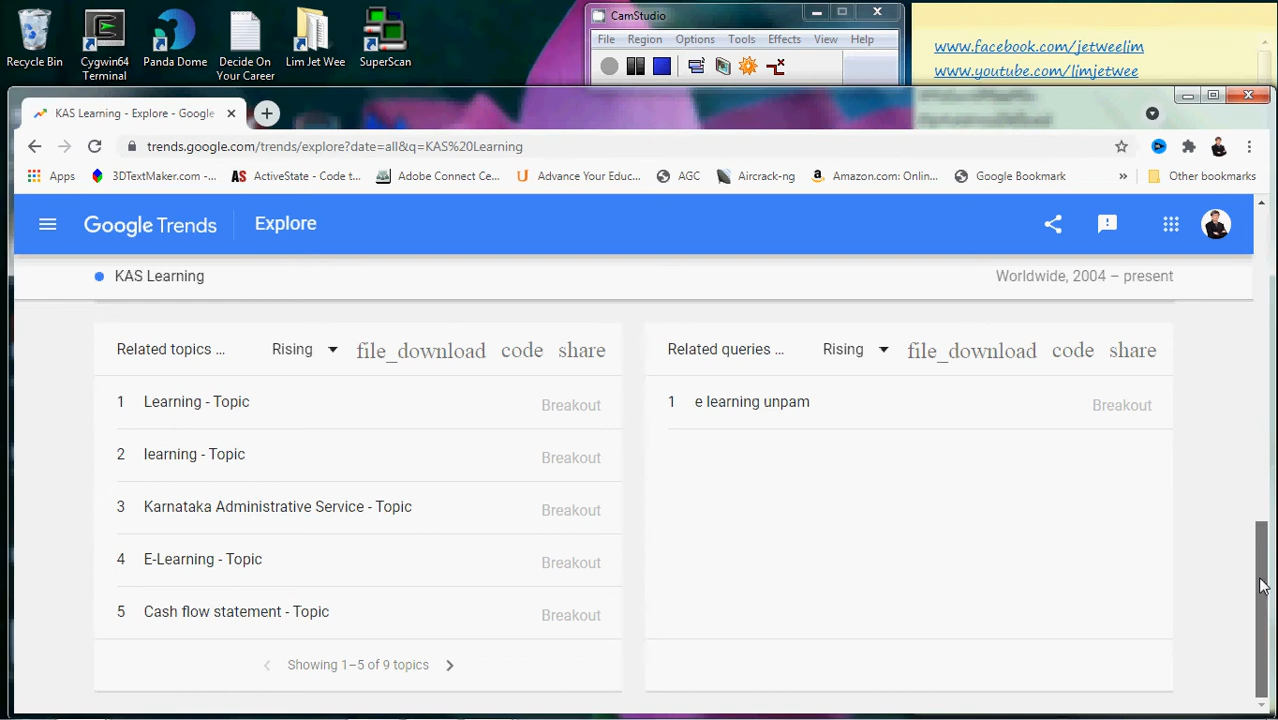 Recycle Bin
Cygwin64 Terminal
Panda Dome
Decide On Your Career
Lim Jet Wee
SuperScan
CamStudio
File Region Options Tools Effects View Help
www.facebook.com/jetweelim
www.youtube.com/limjetwee
KAS Learning - Explore - Google
trends.google.com/trends/explore?date=all&q=KAS%20Learning
Apps 3DTextMaker.com -... ActiveState - Code t... Adobe Connect Ce... Advance Your Educ... AGC Aircrack-ng Amazon.com: Onlin... Google Bookmark » Other bookmarks
Google Trends Explore
KAS Learning Worldwide, 2004 – present
Related topics ... Rising file_download code share
1 Learning - Topic Breakout
2 learning - Topic Breakout
3 Karnataka Administrative Service - Topic Breakout
4 E-Learning - Topic Breakout
5 Cash flow statement - Topic Breakout
Showing 1–5 of 9 topics
Related queries ... Rising file_download code share
1 e learning unpam Breakout